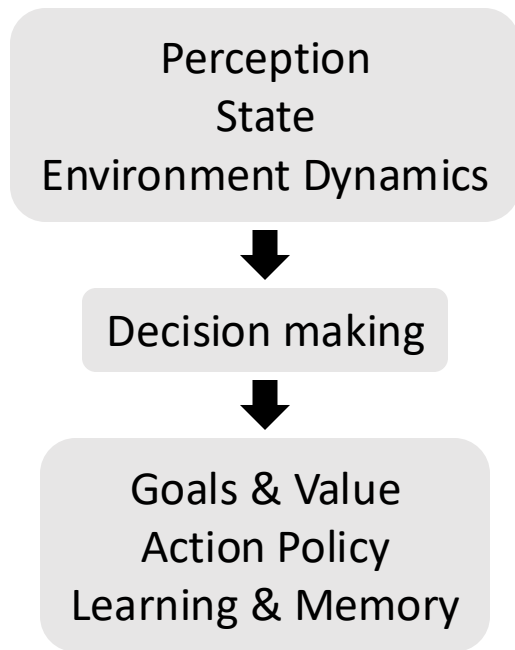 Perception
State
Environment Dynamics
Decision making
Goals & Value
Action Policy
Learning & Memory